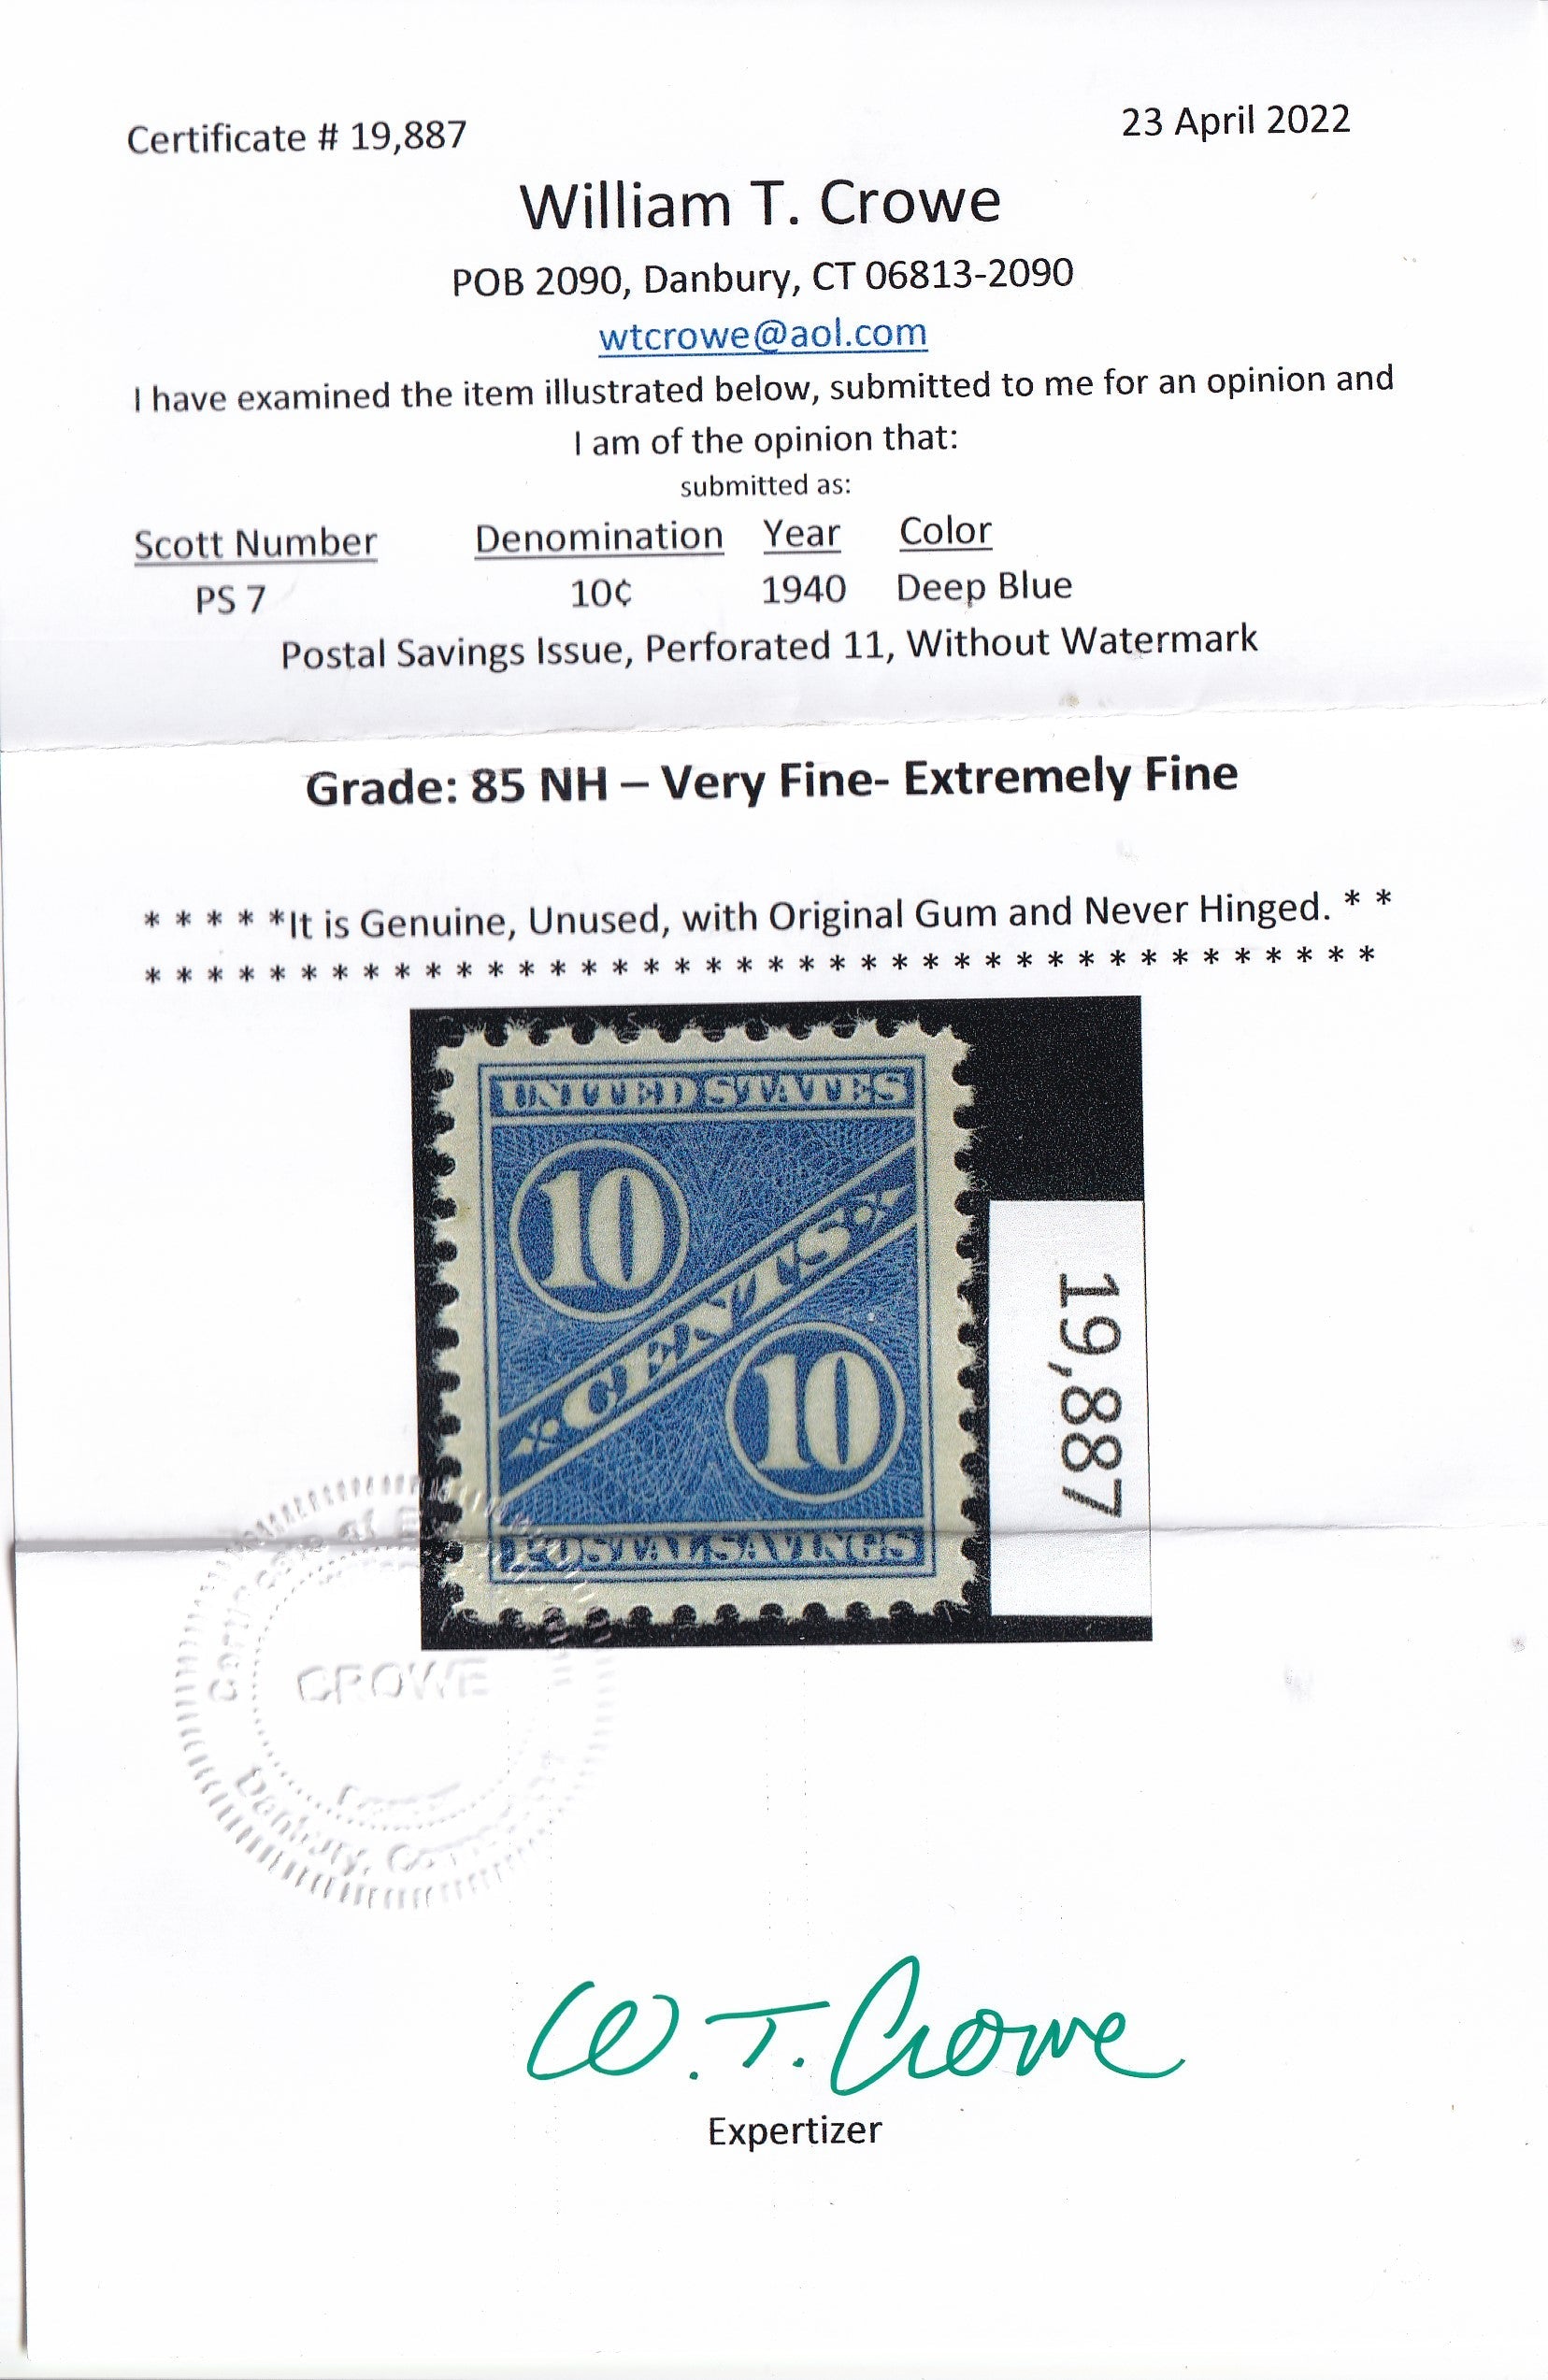 Certificate # 19,887
23 April 2022
William T. Crowe
POB 2090, Danbury, CT 06813-2090
wtcrowe@aol.com
I have examined the item illustrated below, submitted to me for an opinion and
I am of the opinion that:
submitted as:
Scott Number Denomination Year Color
PS 7 10¢ 1940 Deep Blue
Postal Savings Issue, Perforated 11, Without Watermark
Grade: 85 NH – Very Fine- Extremely Fine
* * * * *It is Genuine, Unused, with Original Gum and Never Hinged. * *
* * * * * * * * * * * * * * * * * * * * * * * * * * * * * * * * * * * * * * * *
UNITED STATES
10
CENTS
10
POSTAL SAVINGS
19,887
Certificate of
CROWE
Danbury,
W. T. Crowe
Expertizer